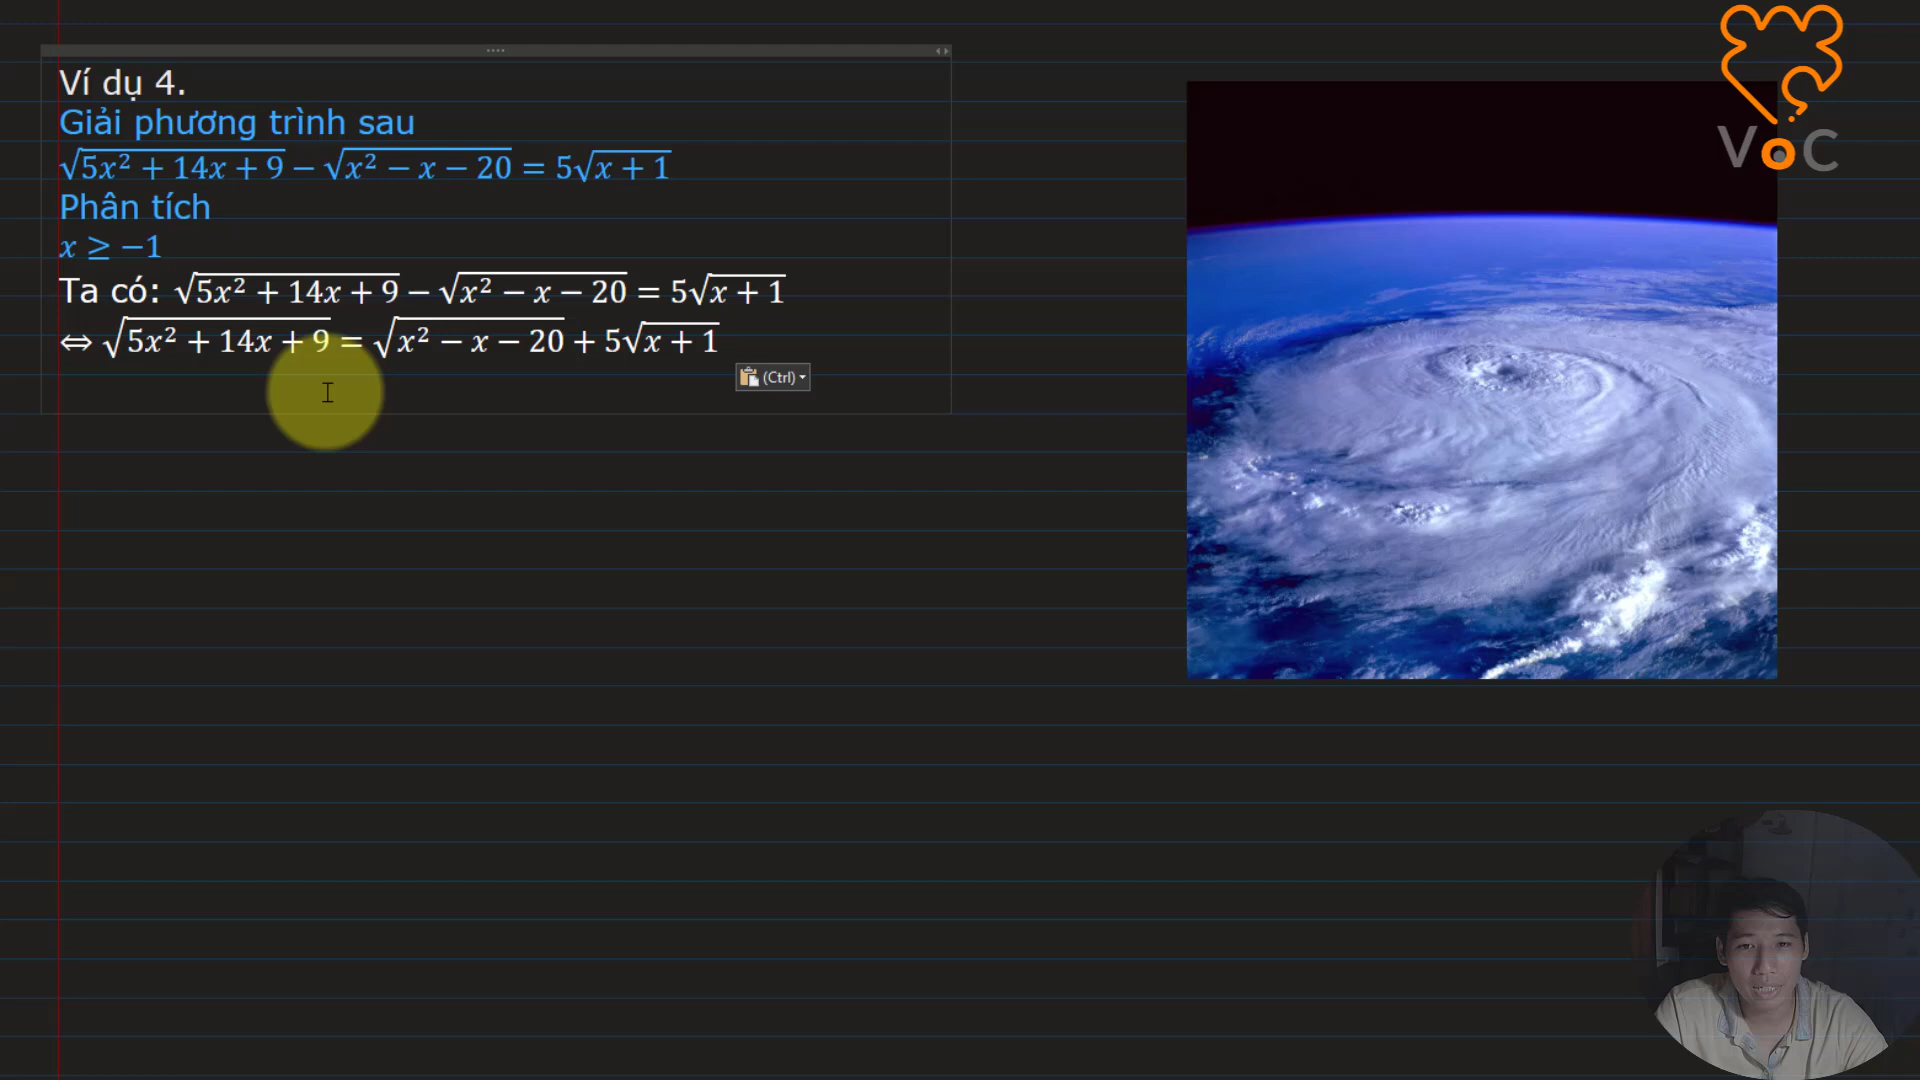 Ví dụ 4.
Giải phương trình sau
√(5x² + 14x + 9) − √(x² − x − 20) = 5√(x + 1)
Phân tích
x ≥ −1
Ta có: √(5x² + 14x + 9) − √(x² − x − 20) = 5√(x + 1)
⇔ √(5x² + 14x + 9) = √(x² − x − 20) + 5√(x + 1)
(Ctrl)
VoC